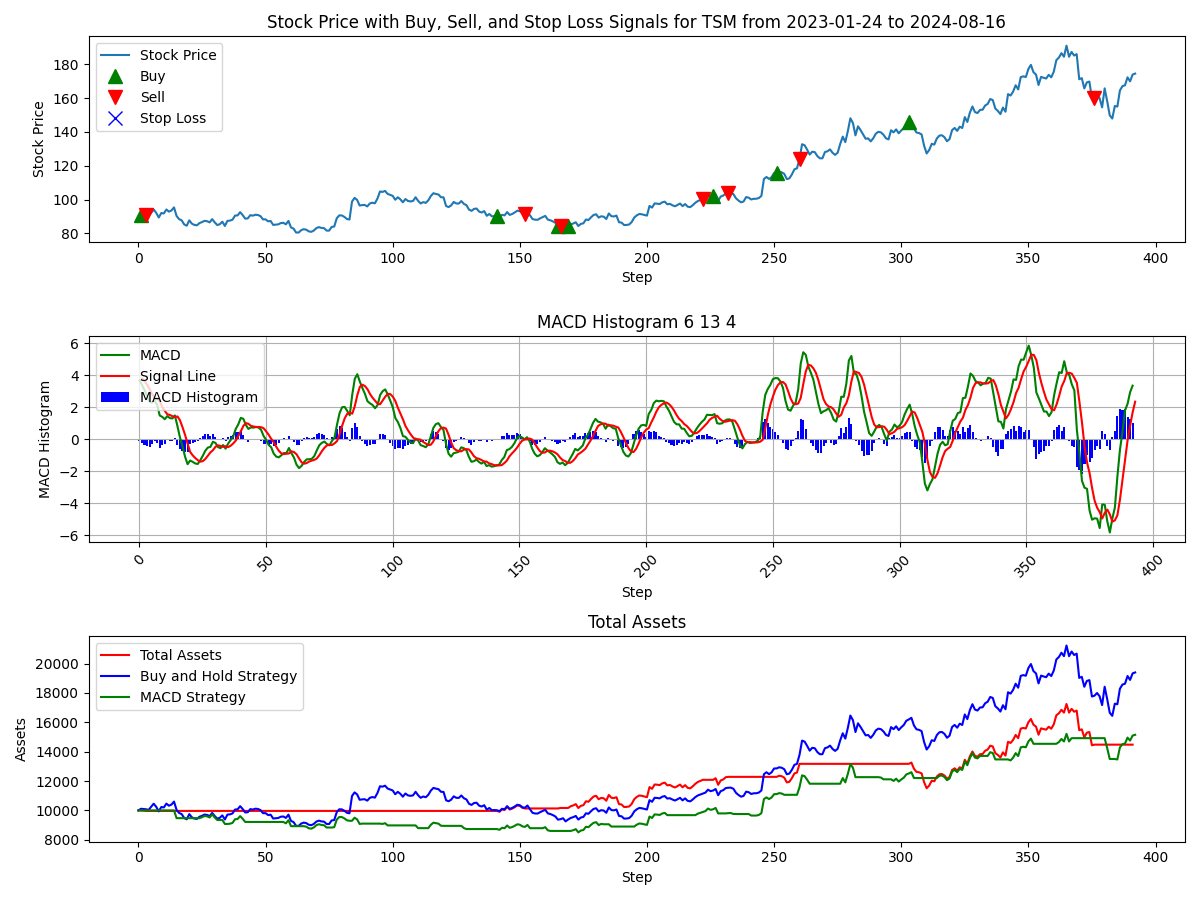 Stock Price with Buy, Sell, and Stop Loss Signals for TSM from 2023-01-24 to 2024-08-16
Stock Price
Buy
Sell
Stop Loss
Stock Price
180
160
140
120
100
80
0 50 100 150 200 250 300 350 400
Step
MACD Histogram 6 13 4
MACD
Signal Line
MACD Histogram
MACD Histogram
6
4
2
0
−2
−4
−6
0 50 100 150 200 250 300 350 400
Step
Total Assets
Total Assets
Buy and Hold Strategy
MACD Strategy
Assets
20000
18000
16000
14000
12000
10000
8000
0 50 100 150 200 250 300 350 400
Step